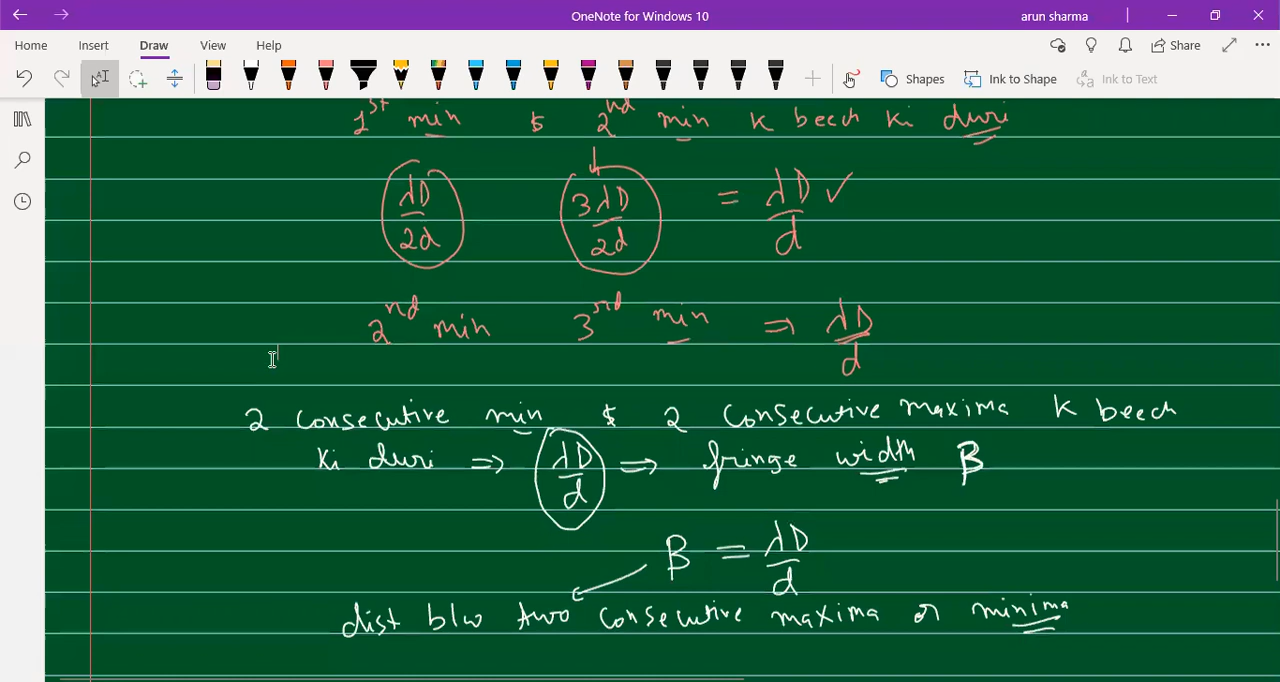 OneNote for Windows 10
arun sharma
Home Insert Draw View Help
Share
Shapes
Ink to Shape
Ink to Text
1st min & 2nd min k beech ki duri
λD/2d 3λD/2d = λD/d ✓
2nd min 3rd min ⇒ λD/d
2 consecutive min & 2 consecutive maxima k beech
ki duri ⇒ λD/d ⇒ fringe width β
β = λD/d
dist b/w two consecutive maxima or minima